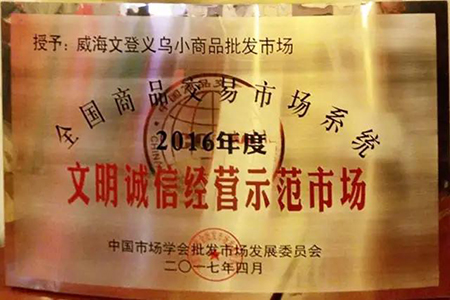 授予：威海文登义乌小商品批发市场
全国商品交易市场系统
2016年度
文明诚信经营示范市场
中国市场学会批发市场发展委员会
二〇一七年四月